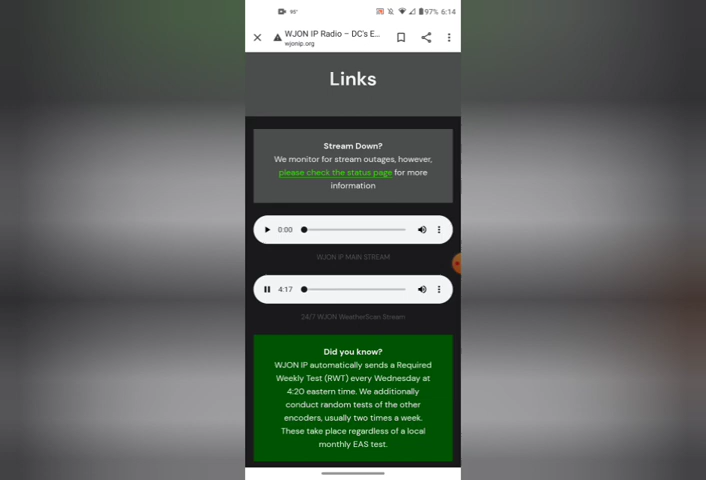 95°
97% 6:14
WJON IP Radio – DC's E...
wjonip.org
Links
Stream Down?
We monitor for stream outages, however,
please check the status page for more
information
0:00
WJON IP MAIN STREAM
4:17
24/7 WJON WeatherScan Stream
Did you know?
WJON IP automatically sends a Required
Weekly Test (RWT) every Wednesday at
4:20 eastern time. We additionally
conduct random tests of the other
encoders, usually two times a week.
These take place regardless of a local
monthly EAS test.